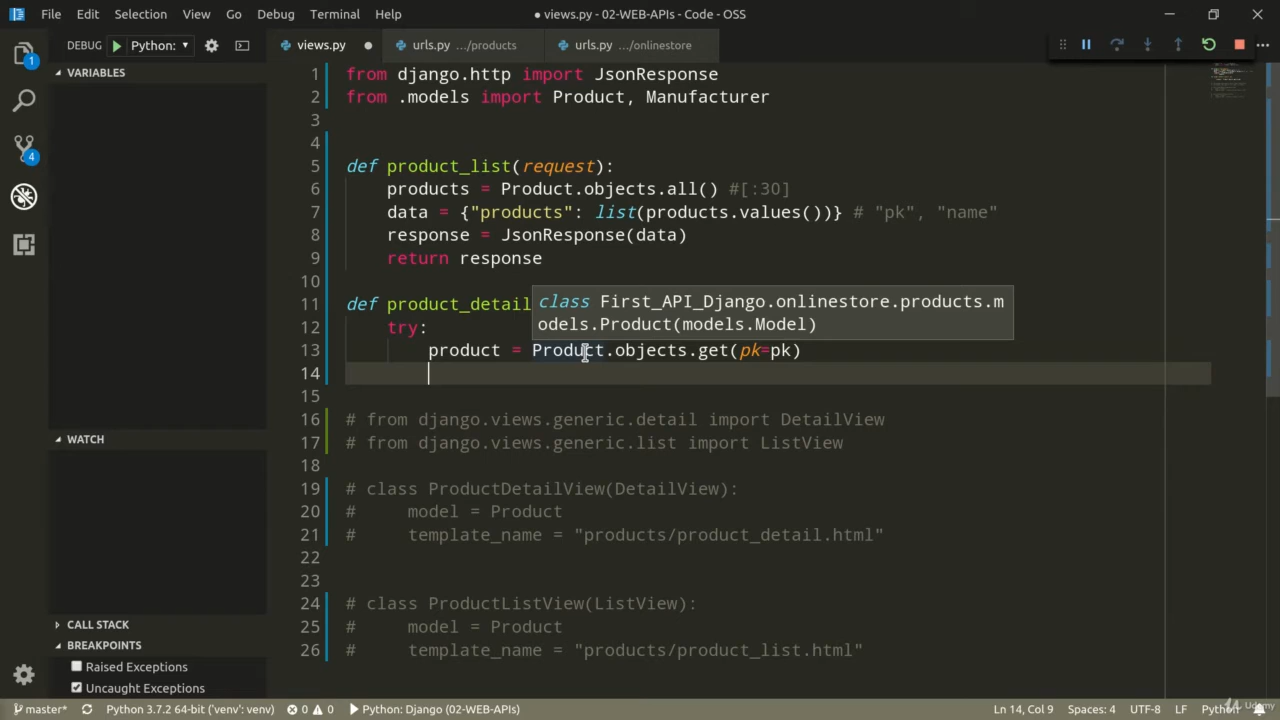 File Edit Selection View Go Debug Terminal Help
● views.py - 02-WEB-APIs - Code - OSS
DEBUG Python:
views.py urls.py .../products urls.py .../onlinestore
VARIABLES
1 from django.http import JsonResponse
2 from .models import Product, Manufacturer
3
4
5 def product_list(request):
6 products = Product.objects.all() #[:30]
7 data = {"products": list(products.values())} # "pk", "name"
8 response = JsonResponse(data)
9 return response
10
11 def product_detail
class First_API_Django.onlinestore.products.m
odels.Product(models.Model)
12 try:
13 product = Product.objects.get(pk=pk)
14
15
16 # from django.views.generic.detail import DetailView
17 # from django.views.generic.list import ListView
18
19 # class ProductDetailView(DetailView):
20 # model = Product
21 # template_name = "products/product_detail.html"
22
23
24 # class ProductListView(ListView):
25 # model = Product
26 # template_name = "products/product_list.html"
1
4
WATCH
CALL STACK
BREAKPOINTS
Raised Exceptions
Uncaught Exceptions
master* Python 3.7.2 64-bit ('venv': venv) 0 0 Python: Django (02-WEB-APIs) Ln 14, Col 9 Spaces: 4 UTF-8 LF Python
Udemy